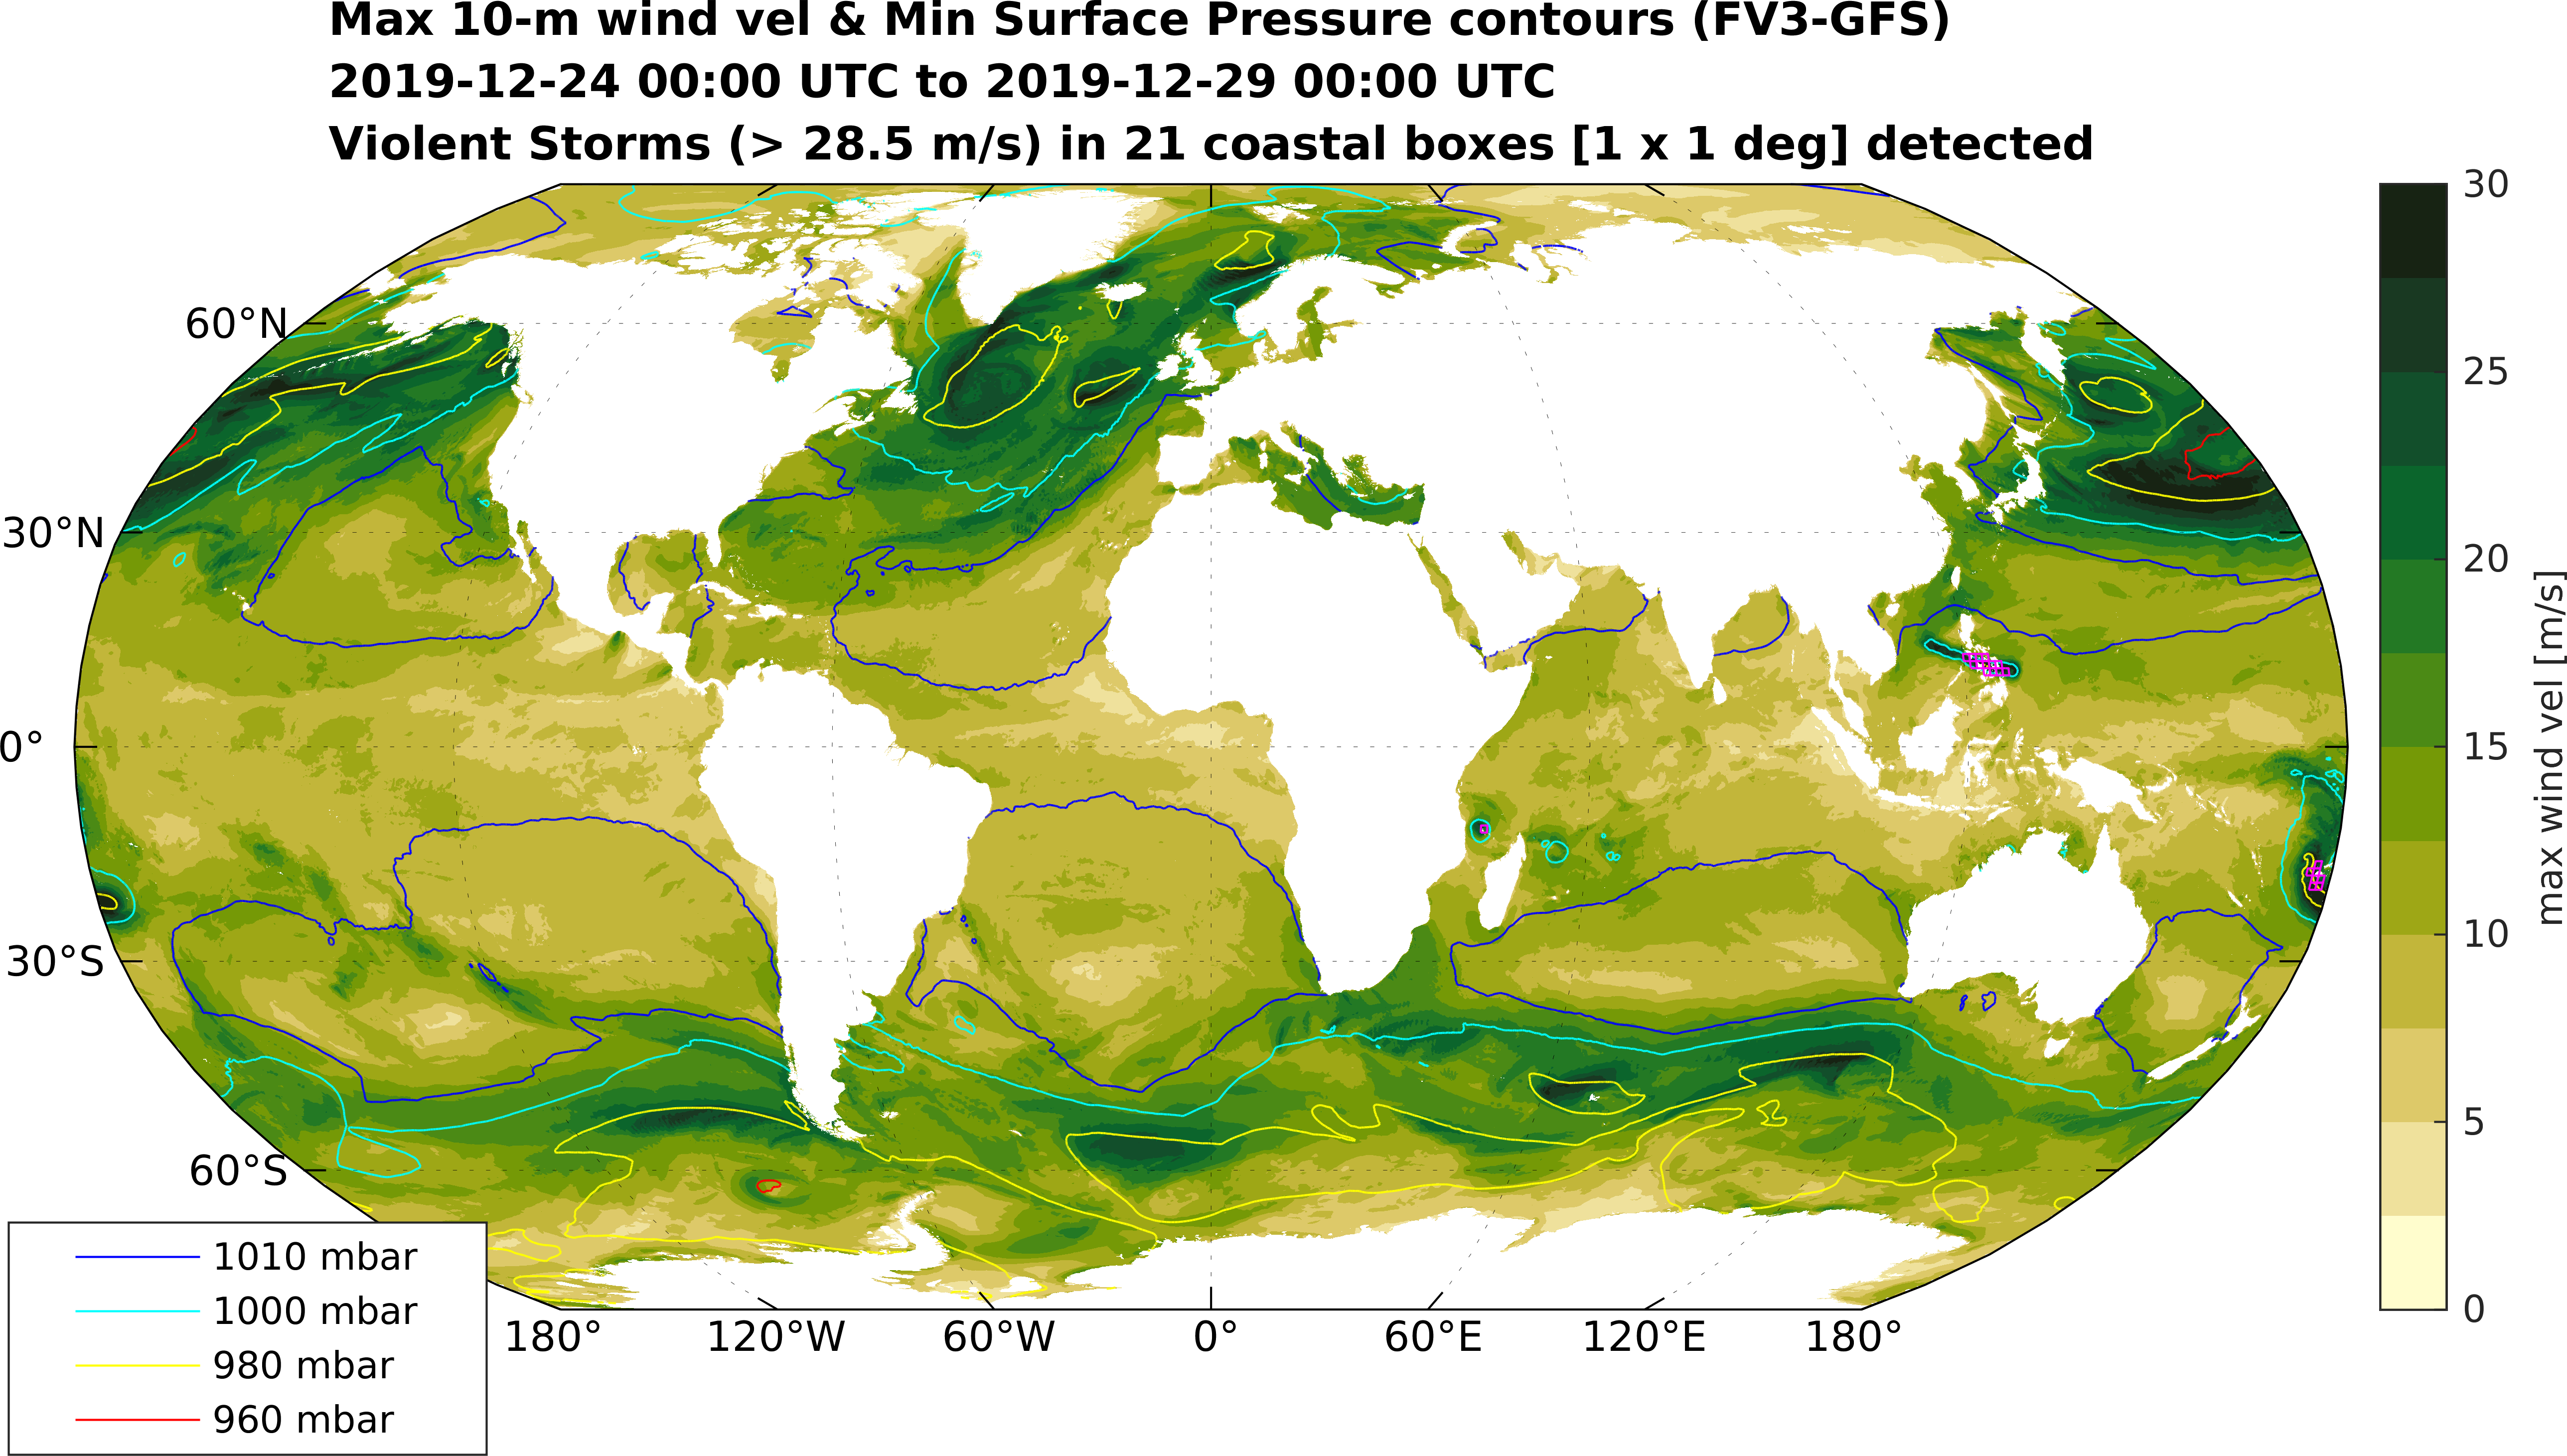 Max 10-m wind vel & Min Surface Pressure contours (FV3-GFS)
2019-12-24 00:00 UTC to 2019-12-29 00:00 UTC
Violent Storms (> 28.5 m/s) in 21 coastal boxes [1 x 1 deg] detected
60°N
30°N
0°
30°S
60°S
180°
120°W
60°W
0°
60°E
120°E
180°
1010 mbar
1000 mbar
980 mbar
960 mbar
30
25
20
15
10
5
0
max wind vel [m/s]